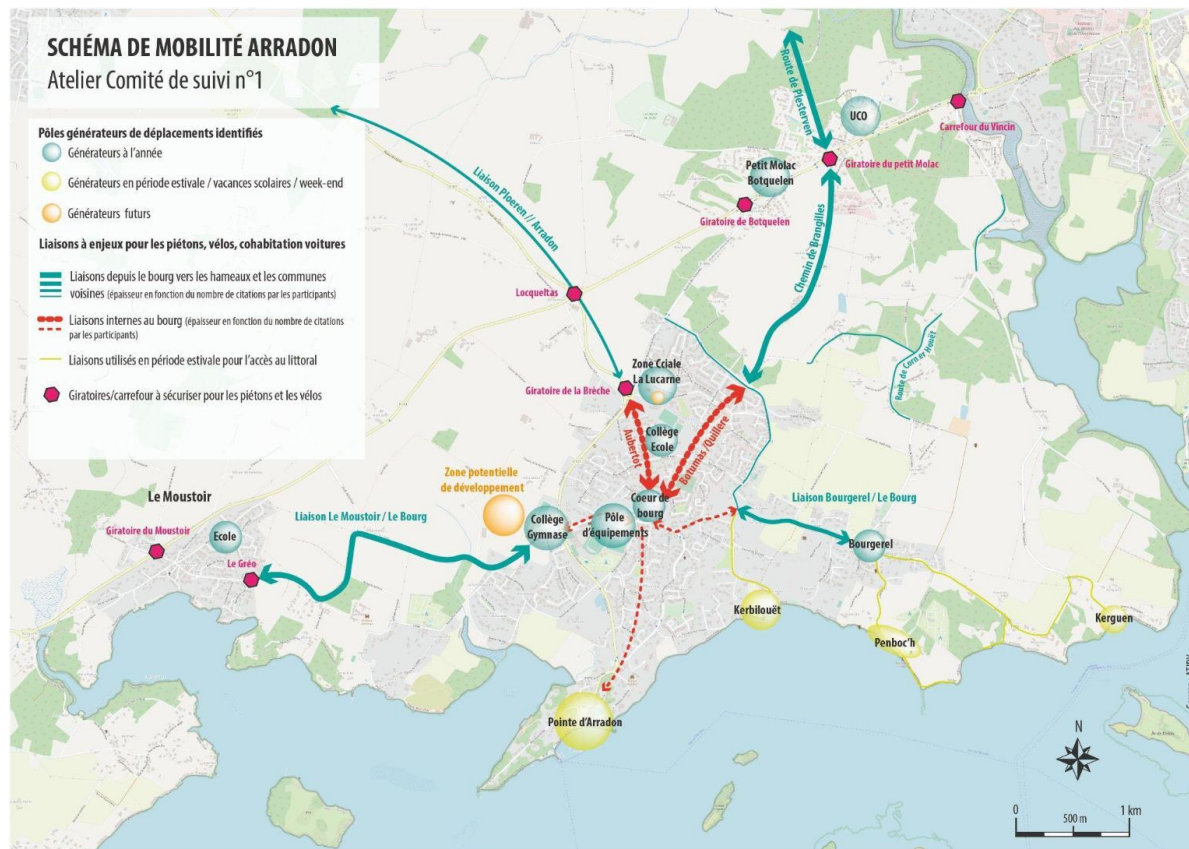 SCHÉMA DE MOBILITÉ ARRADON
Atelier Comité de suivi n°1
Pôles générateurs de déplacements identifiés
Générateurs à l'année
Générateurs en période estivale / vacances scolaires / week-end
Générateurs futurs
Liaisons à enjeux pour les piétons, vélos, cohabitation voitures
Liaisons depuis le bourg vers les hameaux et les communes
voisines (épaisseur en fonction du nombre de citations par les participants)
Liaisons internes au bourg (épaisseur en fonction du nombre de citations
par les participants)
Liaisons utilisés en période estivale pour l'accès au littoral
Giratoires/carrefour à sécuriser pour les piétons et les vélos
Route de Plesterven
UCO
Carrefour du Vincin
Petit Molac
Botquelen
Giratoire du petit Molac
Giratoire de Botquelen
Liaison Ploeren // Arradon
Chemin de Brangilles
Locqueltas
Route de Corn er Houët
Zone Cciale
La Lucarne
Giratoire de la Brèche
Aubertot
Collège
Ecole
Botumas /Quillère
Zone potentielle
de développement
Coeur de
bourg
Le Moustoir
Liaison Le Moustoir / Le Bourg
Liaison Bourgerel / Le Bourg
Giratoire du Moustoir
Ecole
Collège
Gymnase
Pôle
d'équipements
Bourgerel
Le Gréo
Kerbilouët
Penboc'h
Kerguen
Pointe d'Arradon
N
0
500 m
1 km